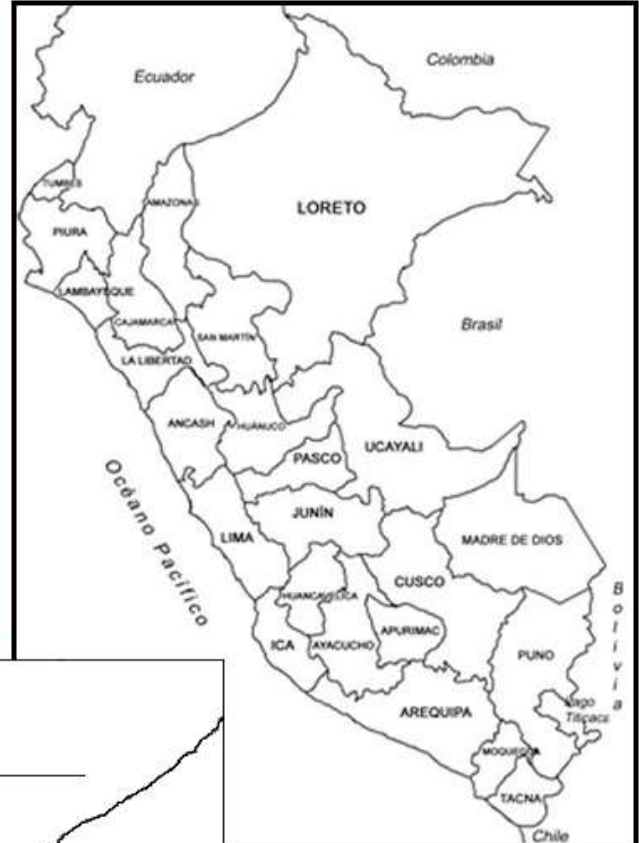 Ecuador
Colombia
TUMBES
AMAZONAS
LORETO
PIURA
LAMBAYEQUE
CAJAMARCA
SAN MARTÍN
Brasil
LA LIBERTAD
ANCASH
HUÁNUCO
UCAYALI
PASCO
Océano Pacífico
JUNÍN
LIMA
MADRE DE DIOS
CUSCO
HUANCAVELICA
APURIMAC
ICA
AYACUCHO
PUNO
Bolivia
Lago
Titicaca
AREQUIPA
MOQUEGUA
TACNA
Chile